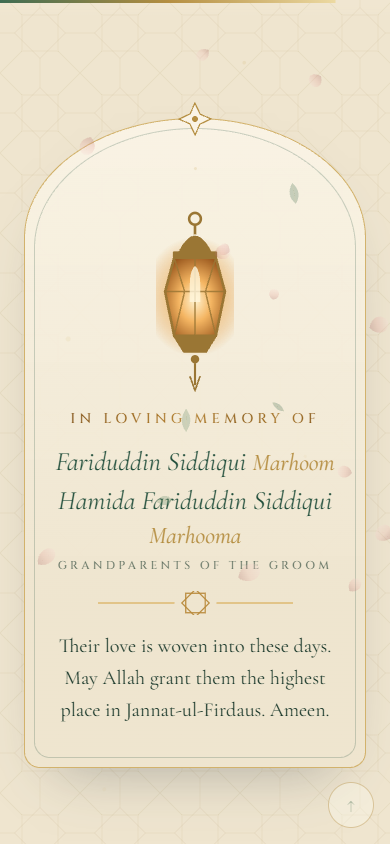 IN LOVING MEMORY OF
Fariduddin Siddiqui Marhoom
Hamida Fariduddin Siddiqui
Marhooma
GRANDPARENTS OF THE GROOM
Their love is woven into these days.
May Allah grant them the highest
place in Jannat-ul-Firdaus. Ameen.
↑